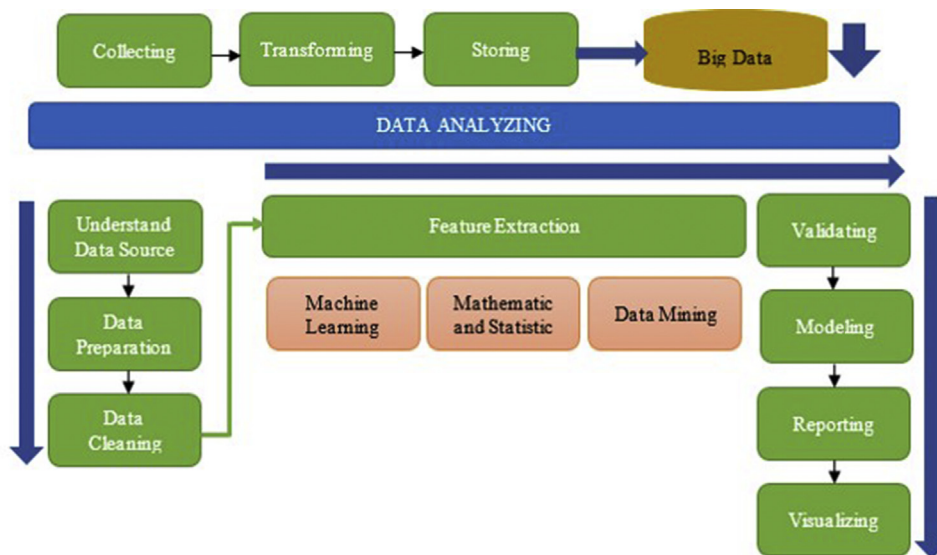 Collecting
Transforming
Storing
Big Data
DATA ANALYZING
Understand
Data Source
Data
Preparation
Data
Cleaning
Feature Extraction
Machine
Learning
Mathematic
and Statistic
Data Mining
Validating
Modeling
Reporting
Visualizing